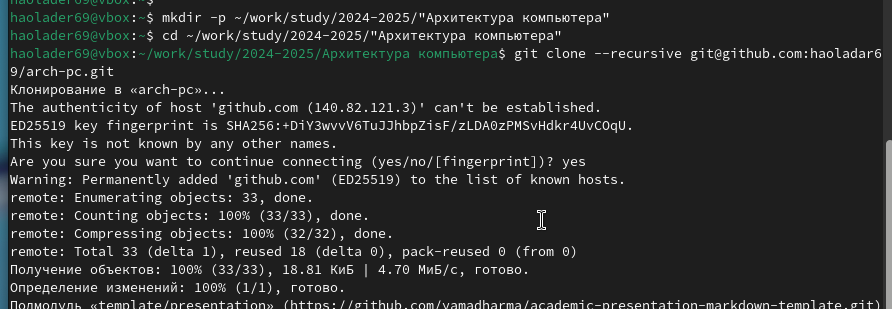 haolader69@vbox:~$
haolader69@vbox:~$ mkdir -p ~/work/study/2024-2025/"Архитектура компьютера"
haolader69@vbox:~$ cd ~/work/study/2024-2025/"Архитектура компьютера"
haolader69@vbox:~/work/study/2024-2025/Архитектура компьютера$ git clone --recursive git@github.com:haoladar6
9/arch-pc.git
Клонирование в «arch-pc»...
The authenticity of host 'github.com (140.82.121.3)' can't be established.
ED25519 key fingerprint is SHA256:+DiY3wvvV6TuJJhbpZisF/zLDA0zPMSvHdkr4UvCOqU.
This key is not known by any other names.
Are you sure you want to continue connecting (yes/no/[fingerprint])? yes
Warning: Permanently added 'github.com' (ED25519) to the list of known hosts.
remote: Enumerating objects: 33, done.
remote: Counting objects: 100% (33/33), done.
remote: Compressing objects: 100% (32/32), done.
remote: Total 33 (delta 1), reused 18 (delta 0), pack-reused 0 (from 0)
Получение объектов: 100% (33/33), 18.81 КиБ | 4.70 МиБ/с, готово.
Определение изменений: 100% (1/1), готово.
Подмодуль «template/presentation» (https://github.com/yamadharma/academic-presentation-markdown-template.git)